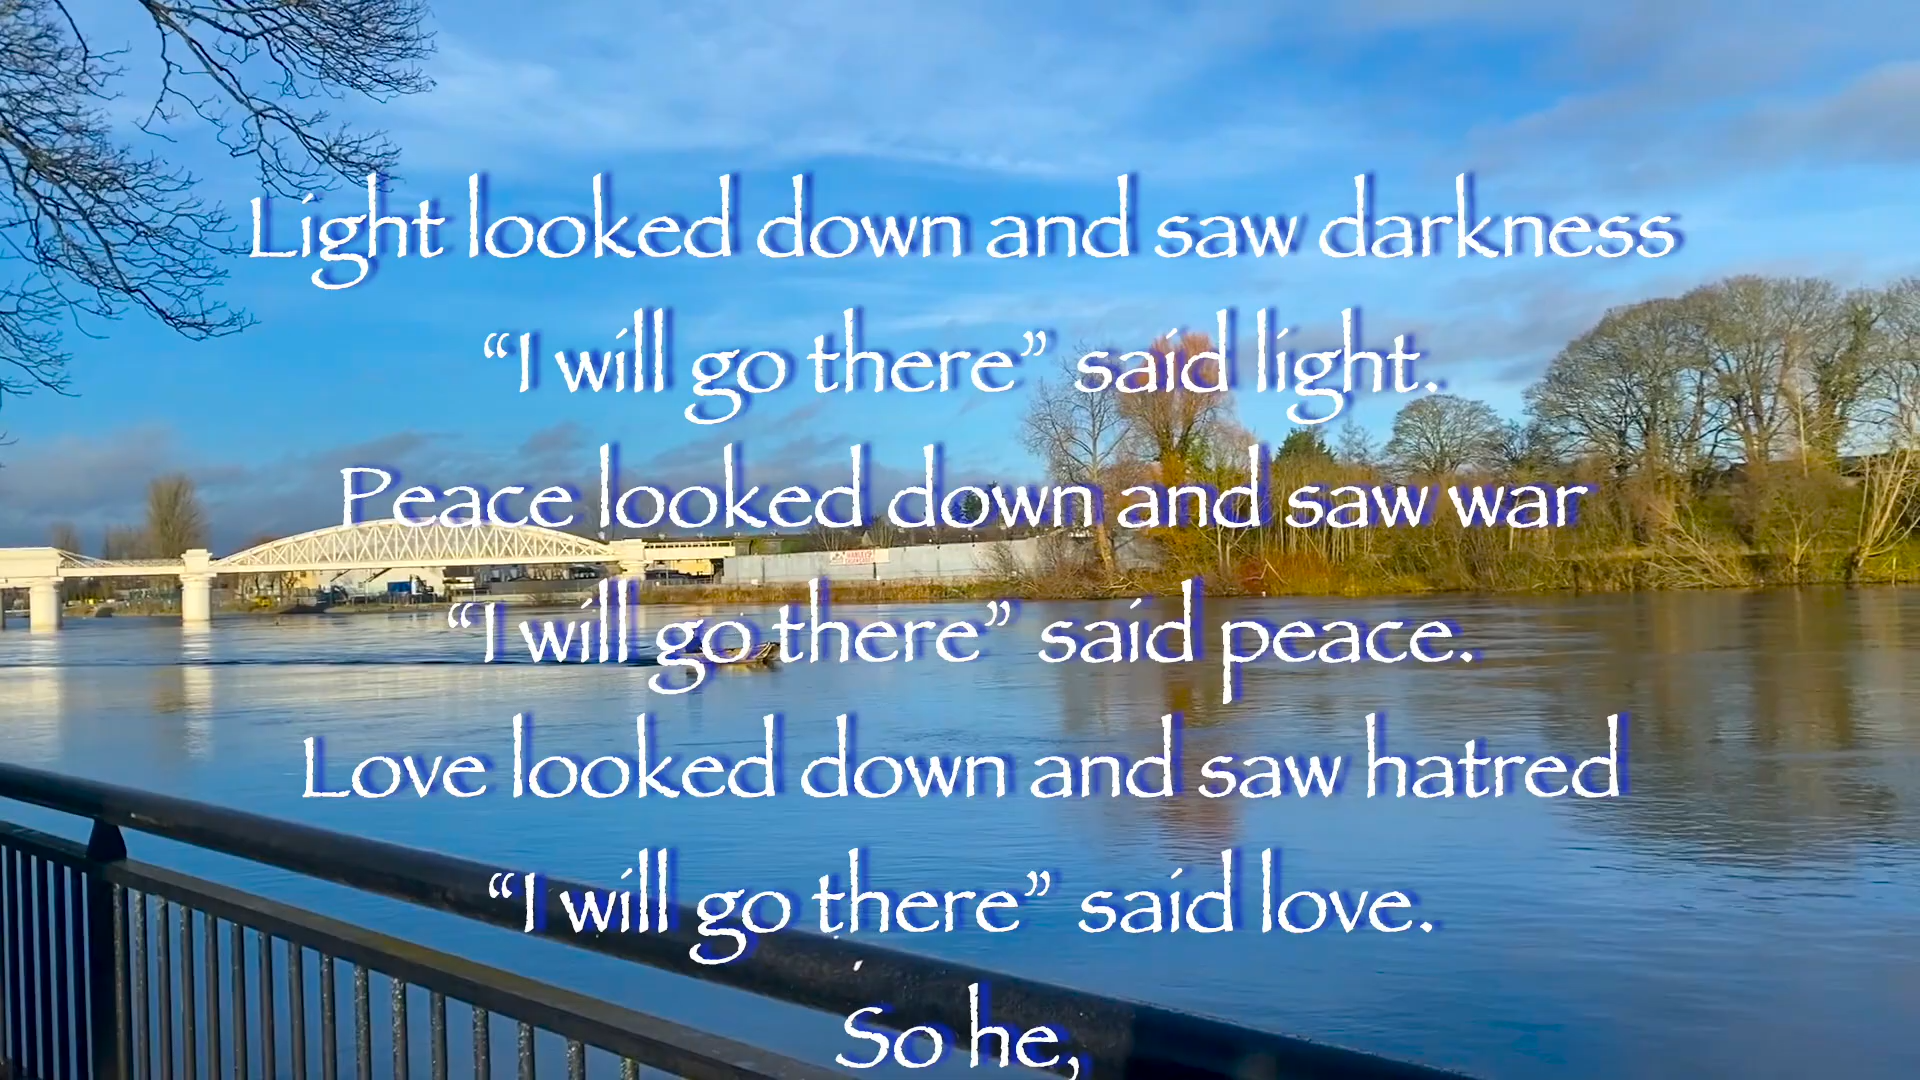 Light looked down and saw darkness
“I will go there” said light.
Peace looked down and saw war
“I will go there” said peace.
Love looked down and saw hatred
“I will go there” said love.
So he,